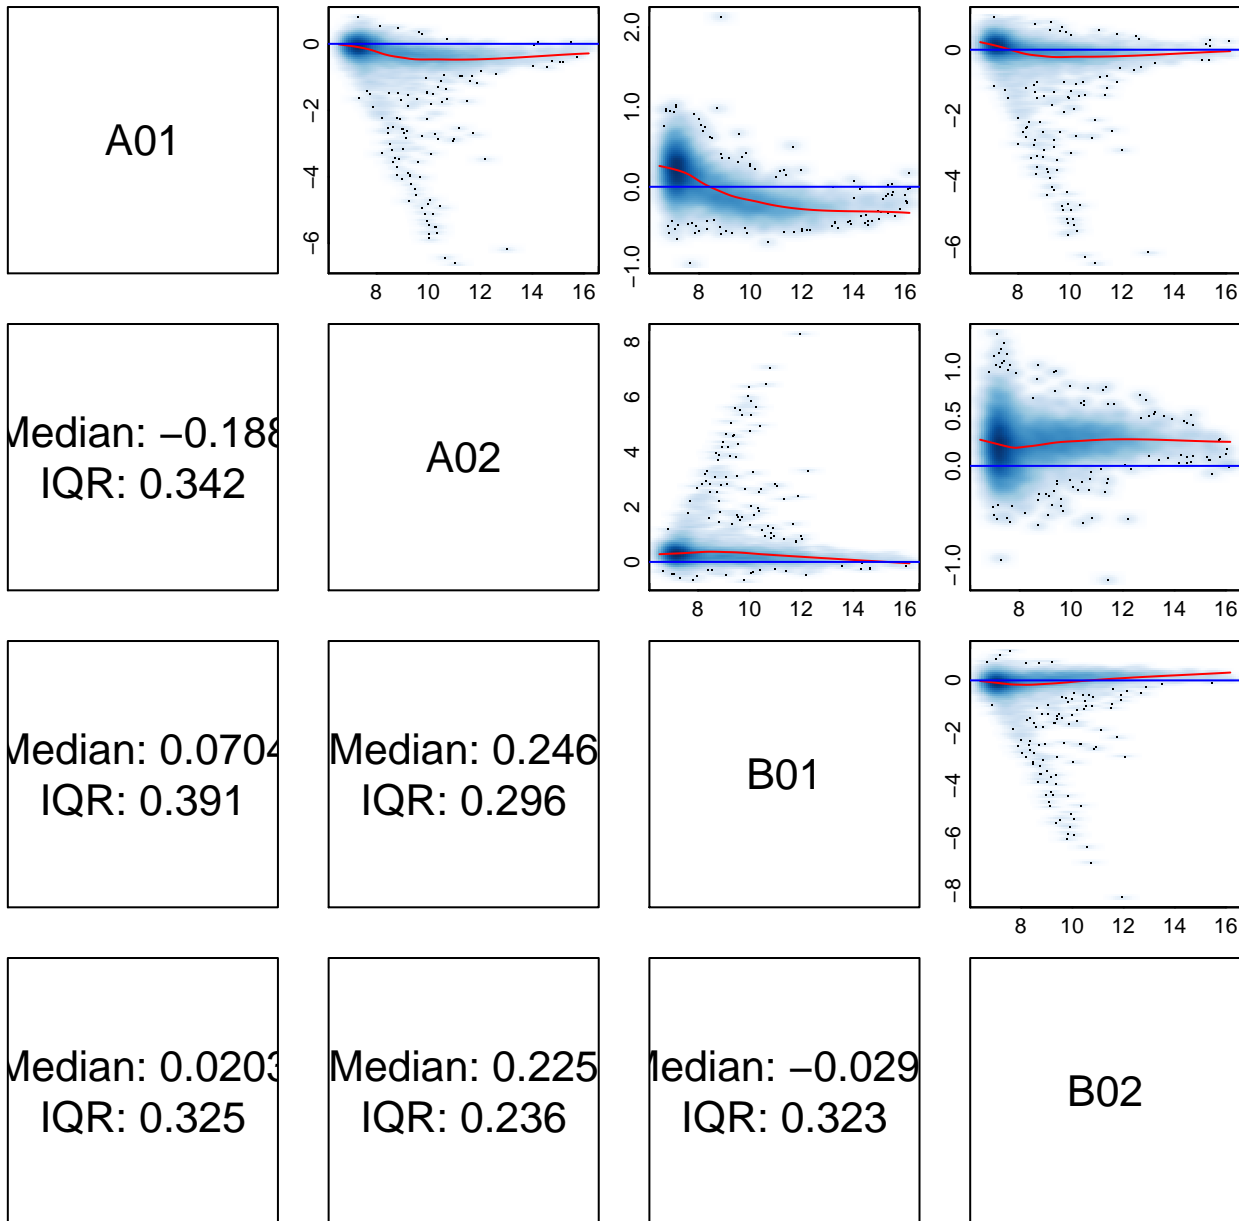 A01
0
−2
−4
−6
8 10 12 14 16
2.0
1.0
0.0
−1.0
8 10 12 14 16
0
−2
−4
−6
8 10 12 14 16
Median: −0.188
IQR: 0.342
A02
8
6
4
2
0
8 10 12 14 16
1.0
0.5
0.0
−1.0
8 10 12 14 16
Median: 0.0704
IQR: 0.391
Median: 0.246
IQR: 0.296
B01
0
−2
−4
−6
−8
8 10 12 14 16
Median: 0.0203
IQR: 0.325
Median: 0.225
IQR: 0.236
Median: −0.029
IQR: 0.323
B02